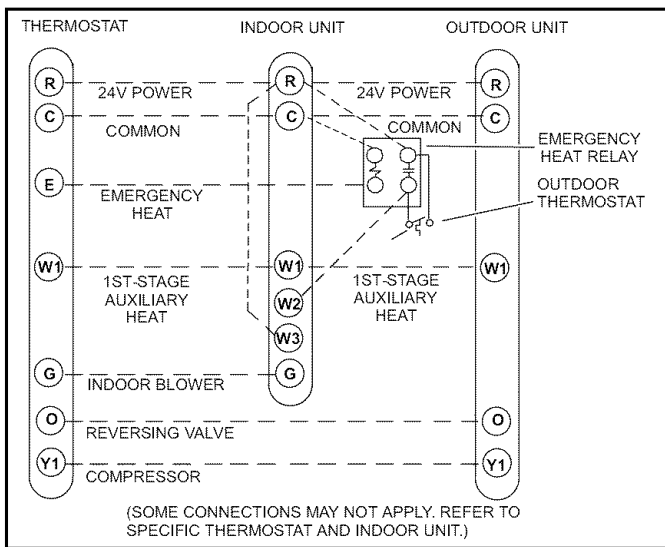 THERMOSTAT INDOOR UNIT OUTDOOR UNIT
R R R
24V POWER 24V POWER
C C C
COMMON COMMON
EMERGENCY
HEAT RELAY
E
EMERGENCY
HEAT
OUTDOOR
THERMOSTAT
W1 W1 W1
1ST-STAGE
AUXILIARY
HEAT
1ST-STAGE
AUXILIARY
HEAT
W2
W3
G G
INDOOR BLOWER
O O
REVERSING VALVE
Y1 Y1
COMPRESSOR
(SOME CONNECTIONS MAY NOT APPLY. REFER TO
SPECIFIC THERMOSTAT AND INDOOR UNIT.)